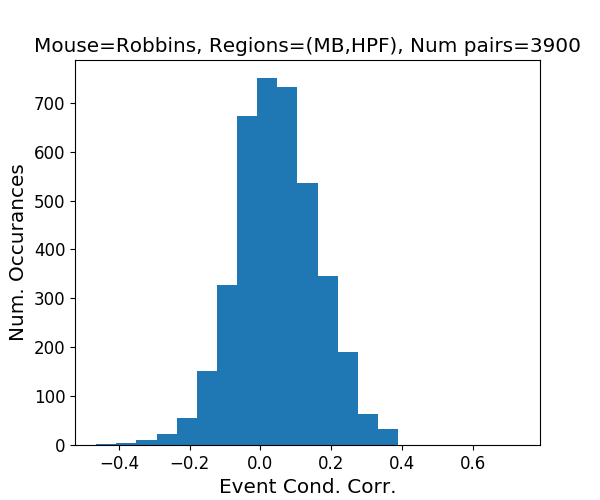 Mouse=Robbins, Regions=(MB,HPF), Num pairs=3900
700
600
500
400
300
200
100
0
Num. Occurances
−0.4 −0.2 0.0 0.2 0.4 0.6
Event Cond. Corr.